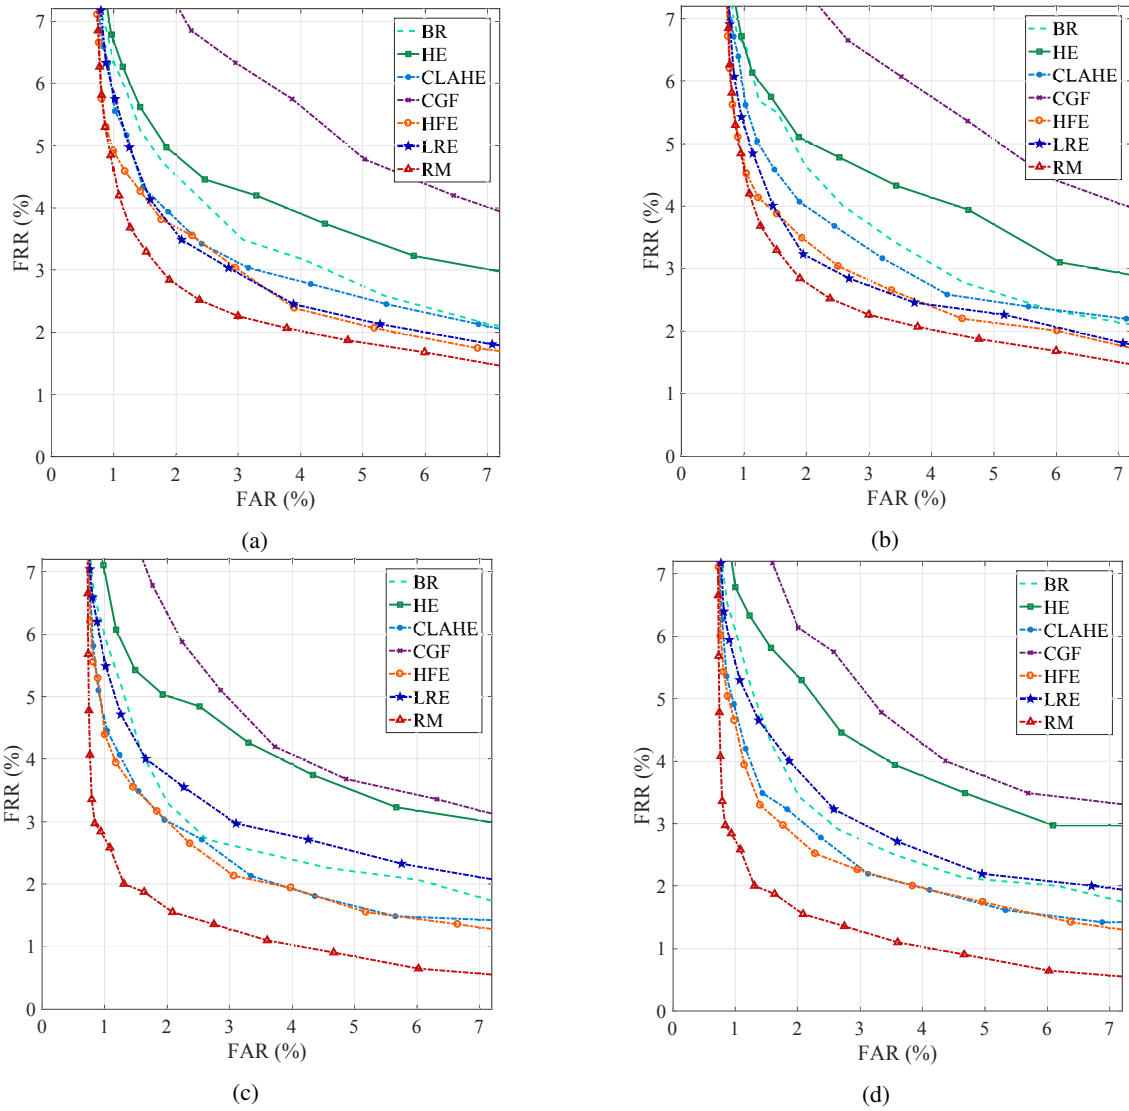 7
6
5
4
3
2
1
0
FRR (%)
BR
HE
CLAHE
CGF
HFE
LRE
RM
0 1 2 3 4 5 6 7
FAR (%)
(a)
7
6
5
4
3
2
1
0
FRR (%)
BR
HE
CLAHE
CGF
HFE
LRE
RM
0 1 2 3 4 5 6 7
FAR (%)
(b)
7
6
5
4
3
2
1
0
FRR (%)
BR
HE
CLAHE
CGF
HFE
LRE
RM
0 1 2 3 4 5 6 7
FAR (%)
(c)
7
6
5
4
3
2
1
0
FRR (%)
BR
HE
CLAHE
CGF
HFE
LRE
RM
0 1 2 3 4 5 6 7
FAR (%)
(d)